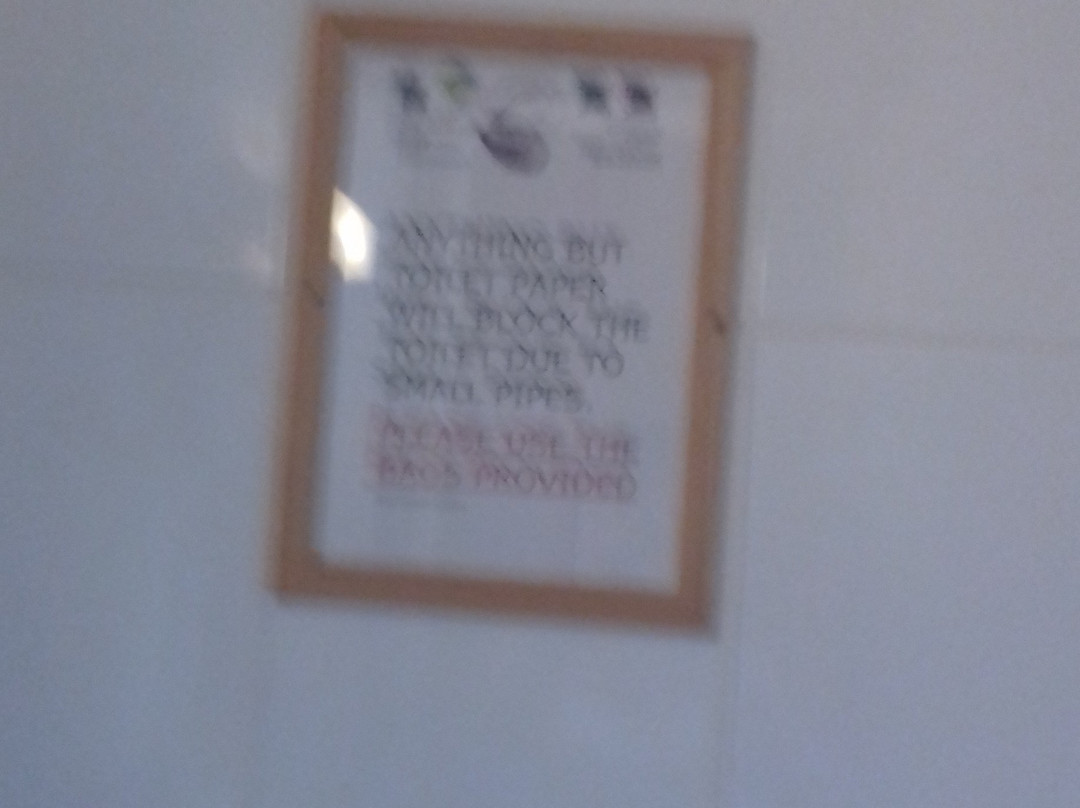 ANYTHING BUT
TOILET PAPER
WILL BLOCK THE
TOILET DUE TO
SMALL PIPES.
PLEASE USE THE
BAGS PROVIDED